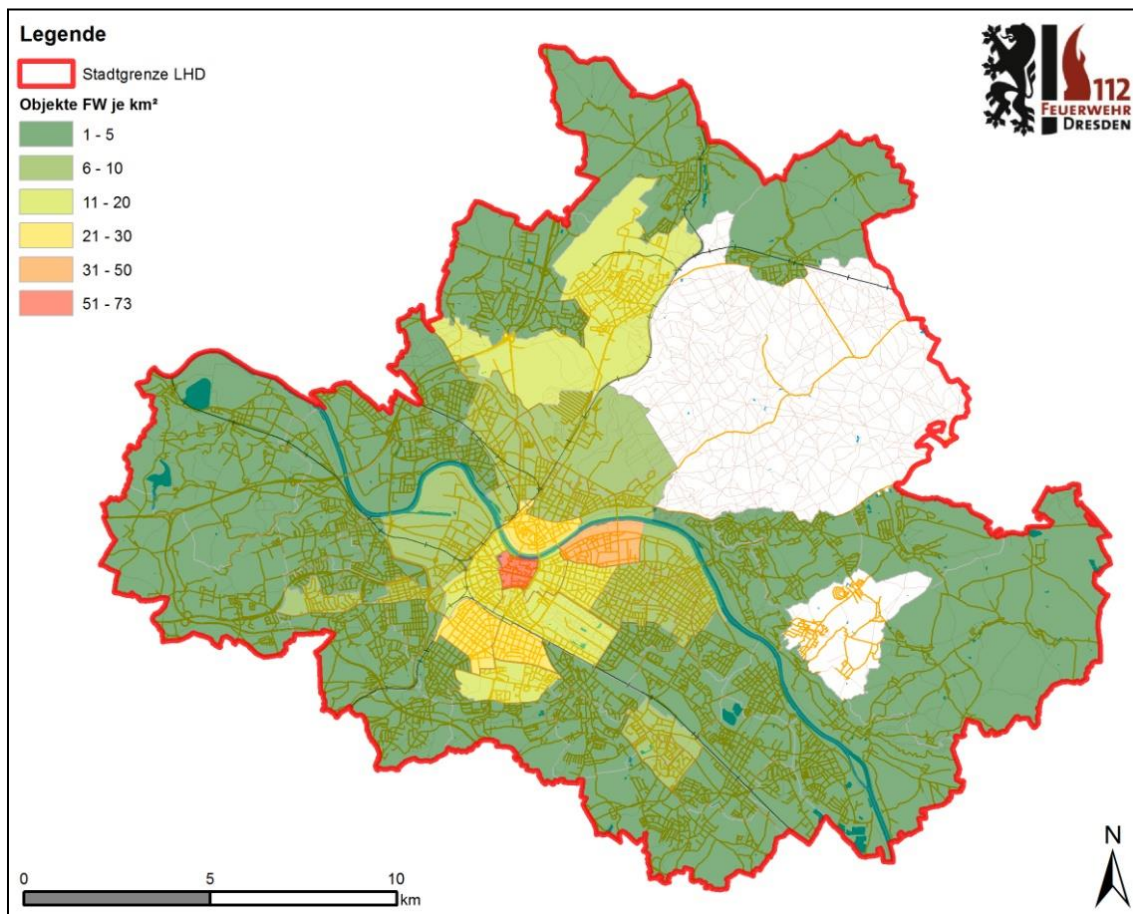 Legende
Stadtgrenze LHD
Objekte FW je km²
1 - 5
6 - 10
11 - 20
21 - 30
31 - 50
51 - 73
112
FEUERWEHR
DRESDEN
N
0 5 10
km